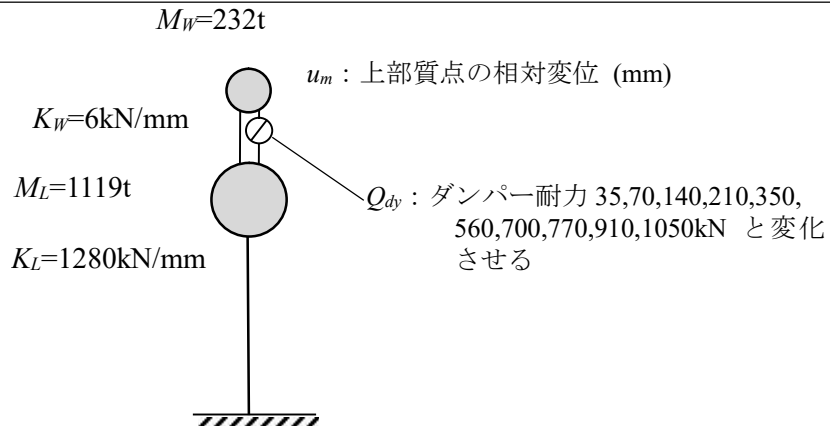 MW=232t
um：上部質点の相対変位 (mm)
KW=6kN/mm
ML=1119t
Qdy：ダンパー耐力 35,70,140,210,350,
560,700,770,910,1050kN と変化
させる
KL=1280kN/mm